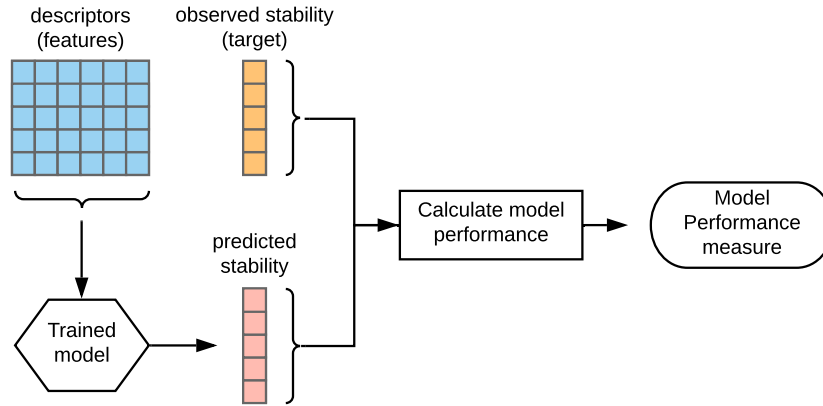 descriptors
(features)
observed stability
(target)
Calculate model
performance
Model
Performance
measure
predicted
stability
Trained
model